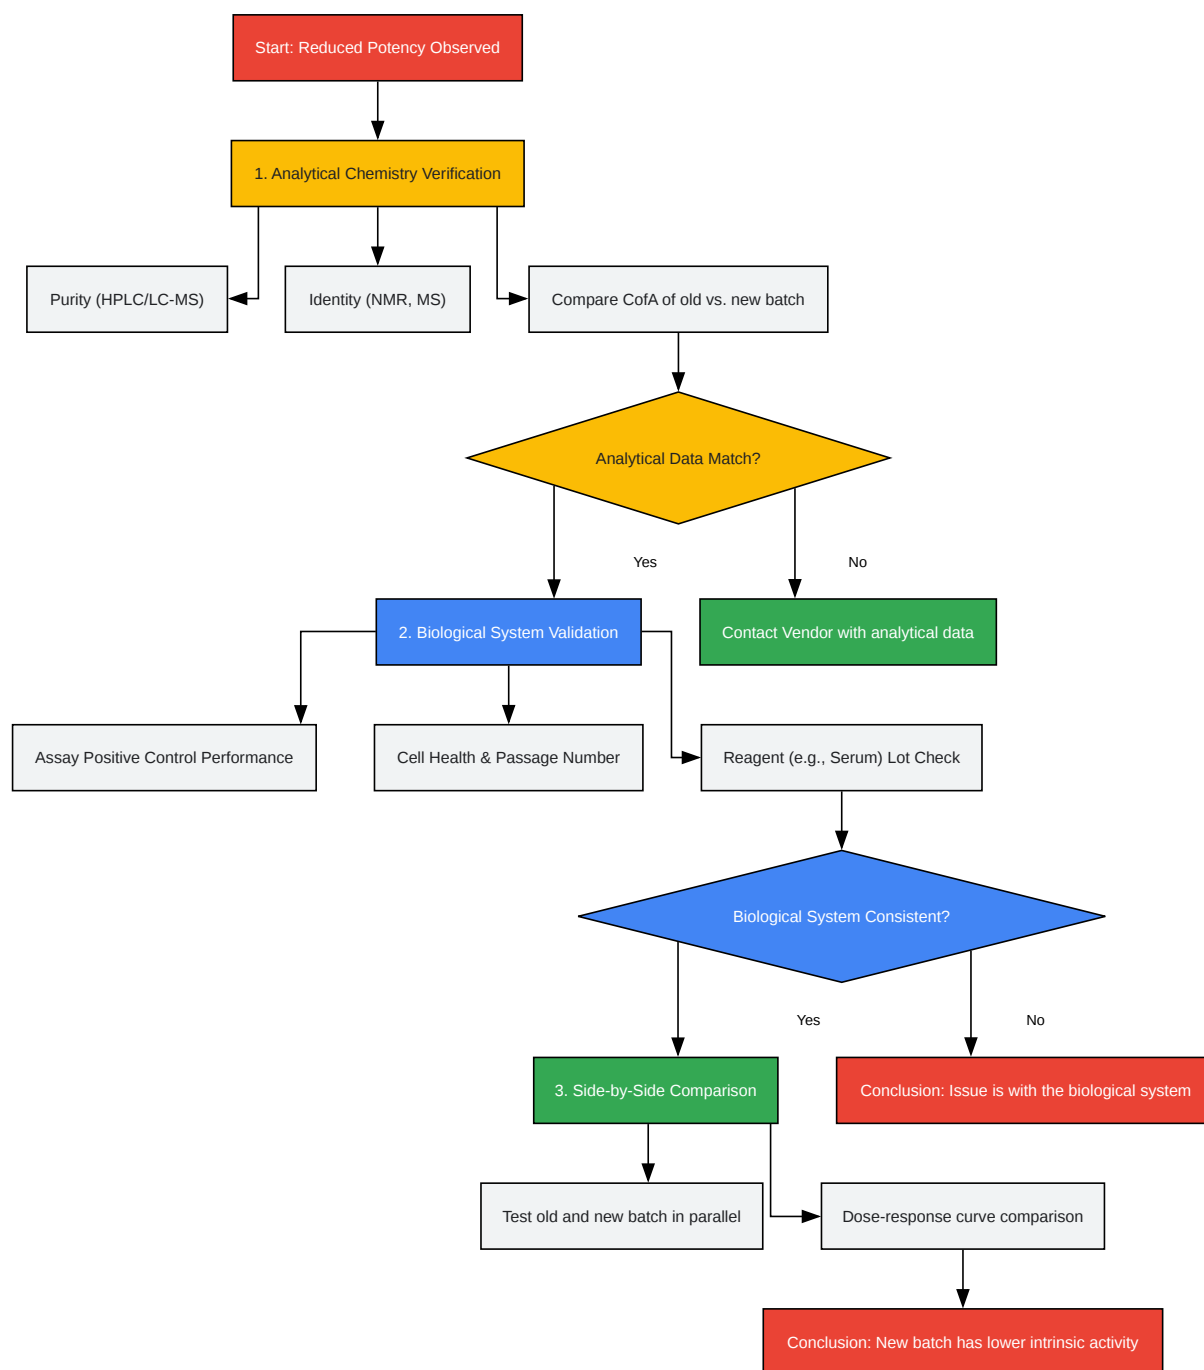 Start: Reduced Potency Observed
1. Analytical Chemistry Verification
Purity (HPLC/LC-MS)
Identity (NMR, MS)
Compare CofA of old vs. new batch
Analytical Data Match?
Yes
No
2. Biological System Validation
Contact Vendor with analytical data
Assay Positive Control Performance
Cell Health & Passage Number
Reagent (e.g., Serum) Lot Check
Biological System Consistent?
Yes
No
3. Side-by-Side Comparison
Conclusion: Issue is with the biological system
Test old and new batch in parallel
Dose-response curve comparison
Conclusion: New batch has lower intrinsic activity